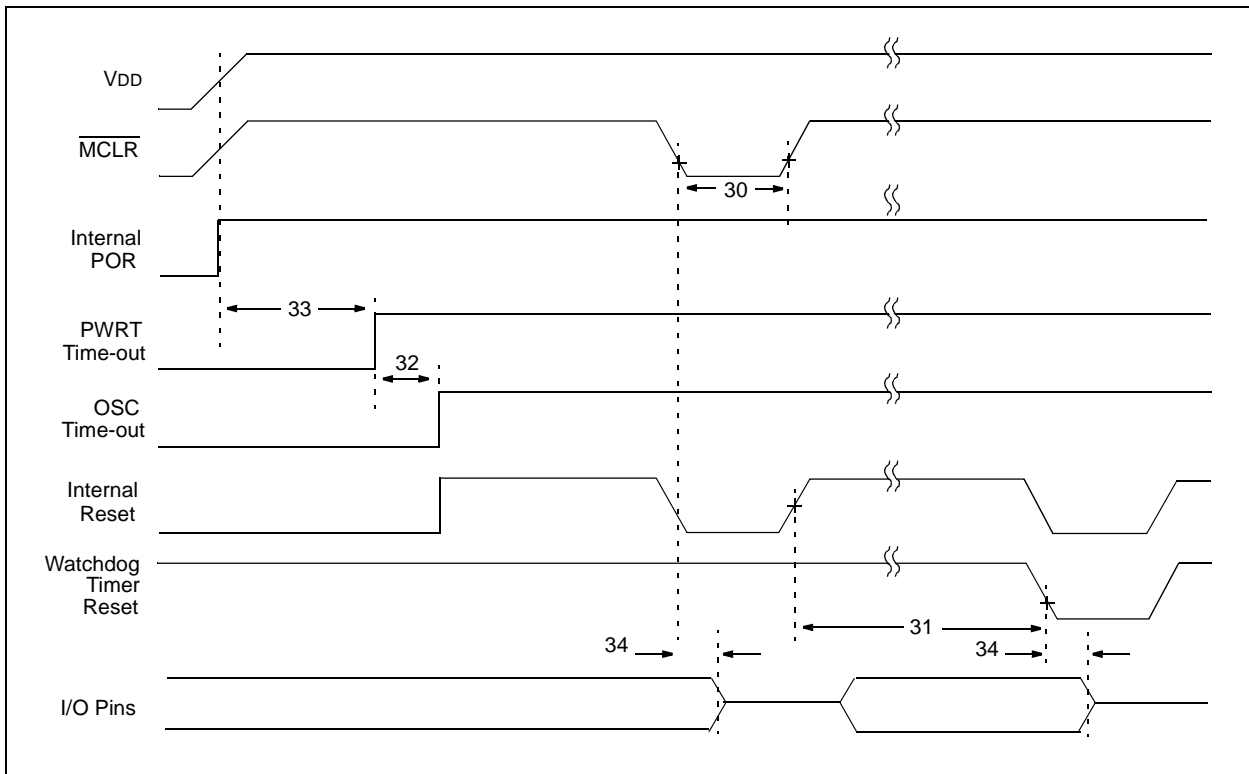 VDD
MCLR
30
Internal
POR
33
PWRT
Time-out
32
OSC
Time-out
Internal
Reset
Watchdog
Timer
Reset
31
34
34
I/O Pins